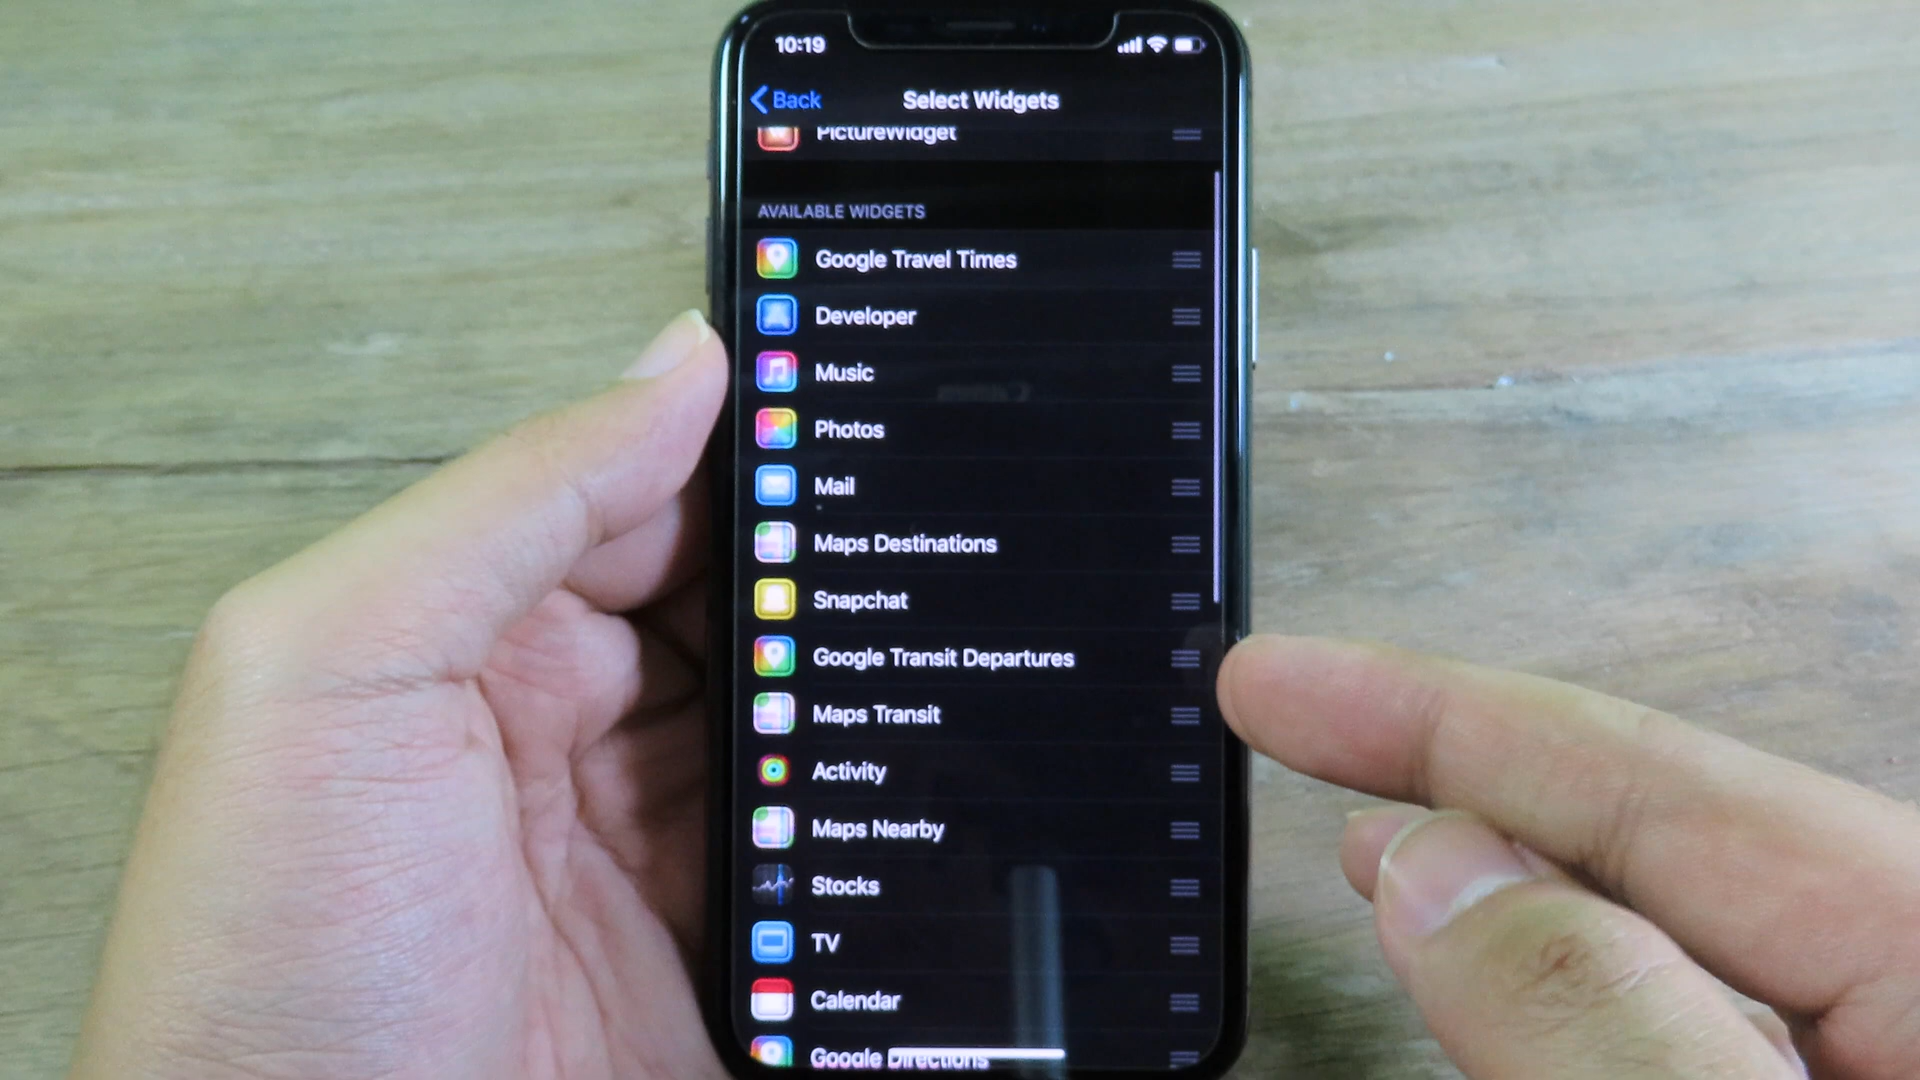 10:19
Back
Select Widgets
PictureWidget
AVAILABLE WIDGETS
Google Travel Times
Developer
Music
Photos
Mail
Maps Destinations
Snapchat
Google Transit Departures
Maps Transit
Activity
Maps Nearby
Stocks
TV
Calendar
Google Directions